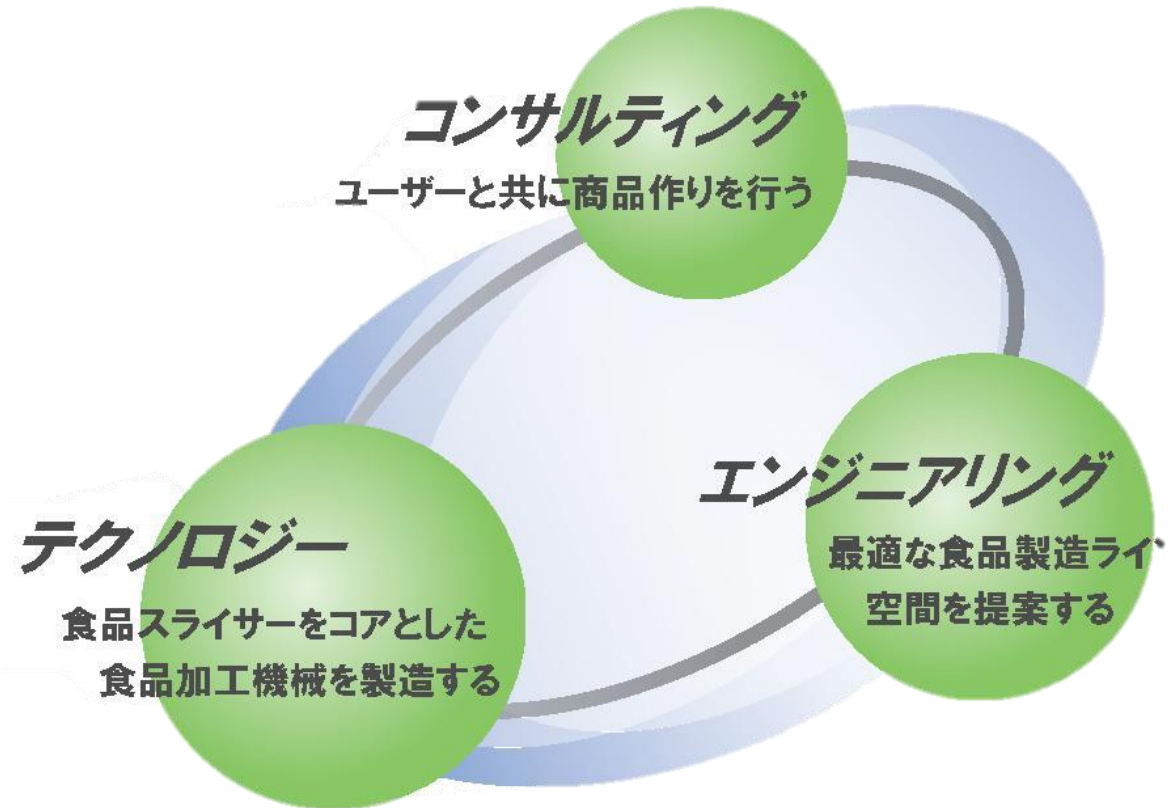 コンサルティング
ユーザーと共に商品作りを行う
エンジニアリング
最適な食品製造ライ
空間を提案する
テクノロジー
食品スライサーをコアとした
食品加工機械を製造する